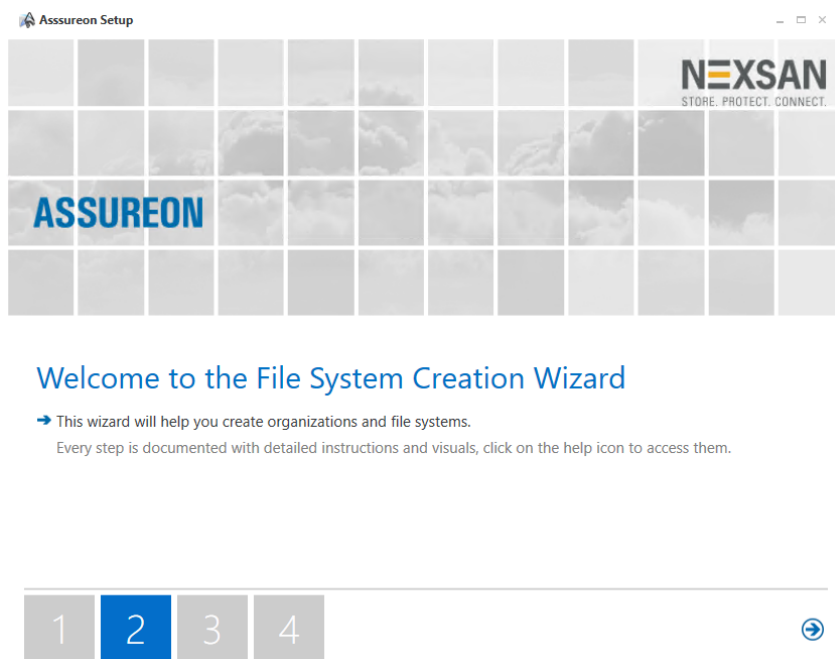 Asssureon Setup
NEXSAN
STORE. PROTECT. CONNECT.
ASSUREON
Welcome to the File System Creation Wizard
This wizard will help you create organizations and file systems.
Every step is documented with detailed instructions and visuals, click on the help icon to access them.
1 2 3 4